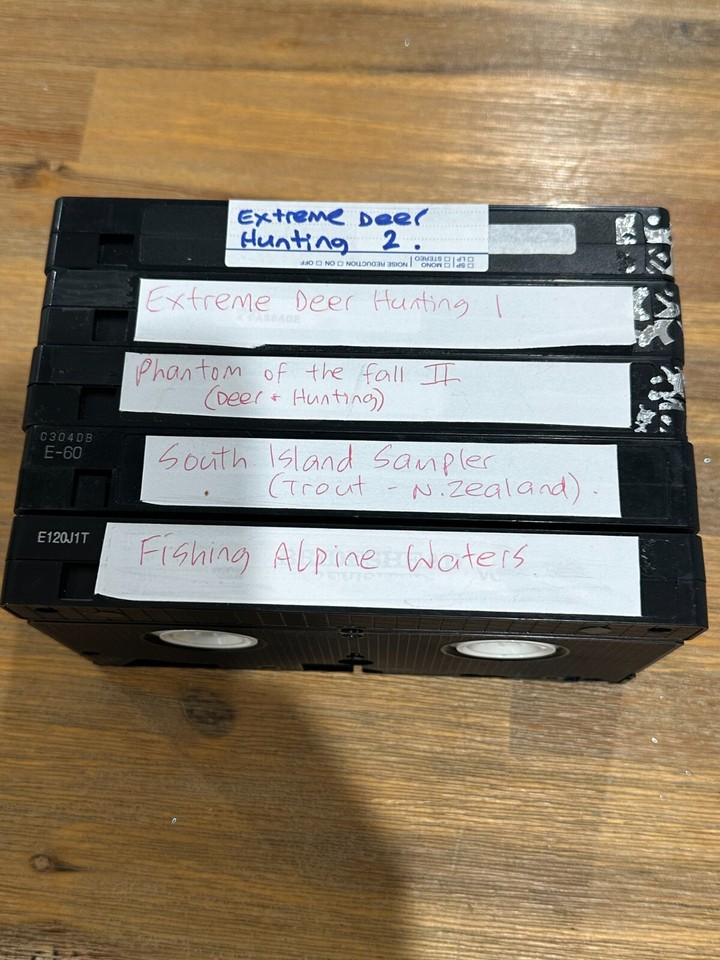 Extreme Deer
Hunting 2.
□ SP □ MONO NOISE REDUCTION □ ON □ OFF
□ LP □ STEREO
Extreme Deer Hunting 1
Phantom of the fall II
(Deer + Hunting)
C304DB
E-60
South Island Sampler
(Trout - N.Zealand).
E120J1T
Fishing Alpine Waters